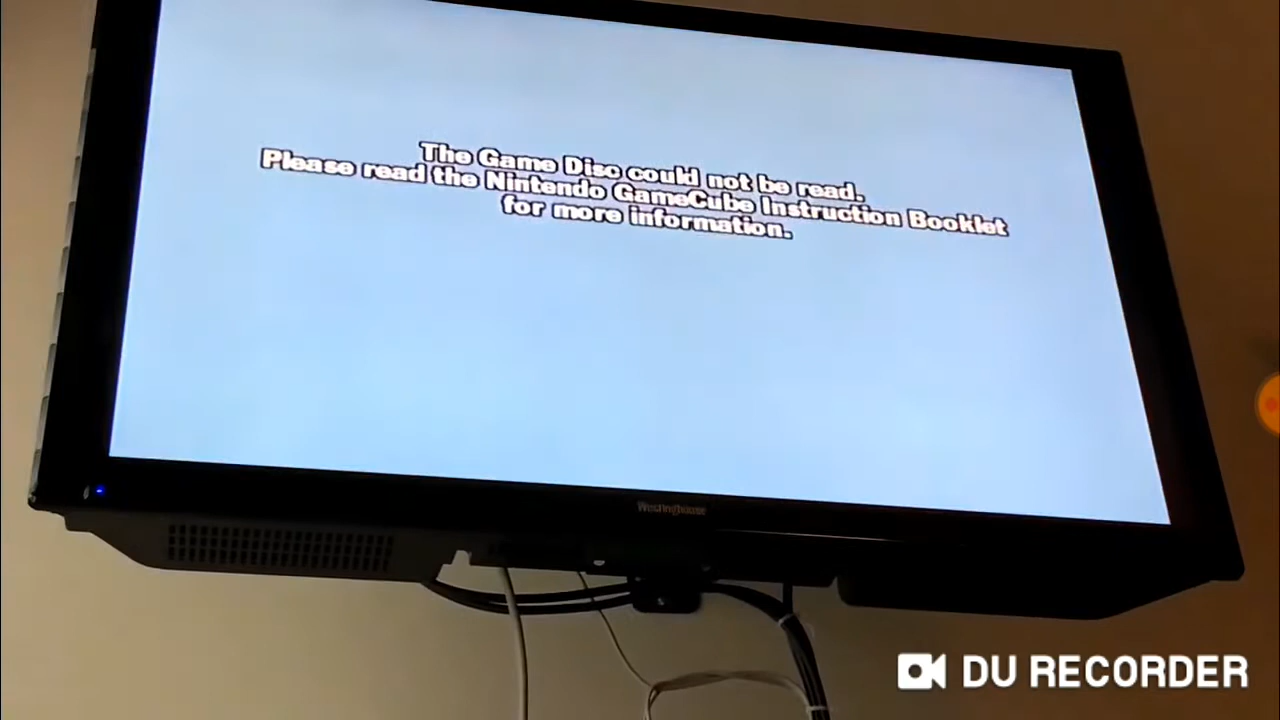 The Game Disc could not be read.
Please read the Nintendo GameCube Instruction Booklet
for more information.
Westinghouse
DU RECORDER